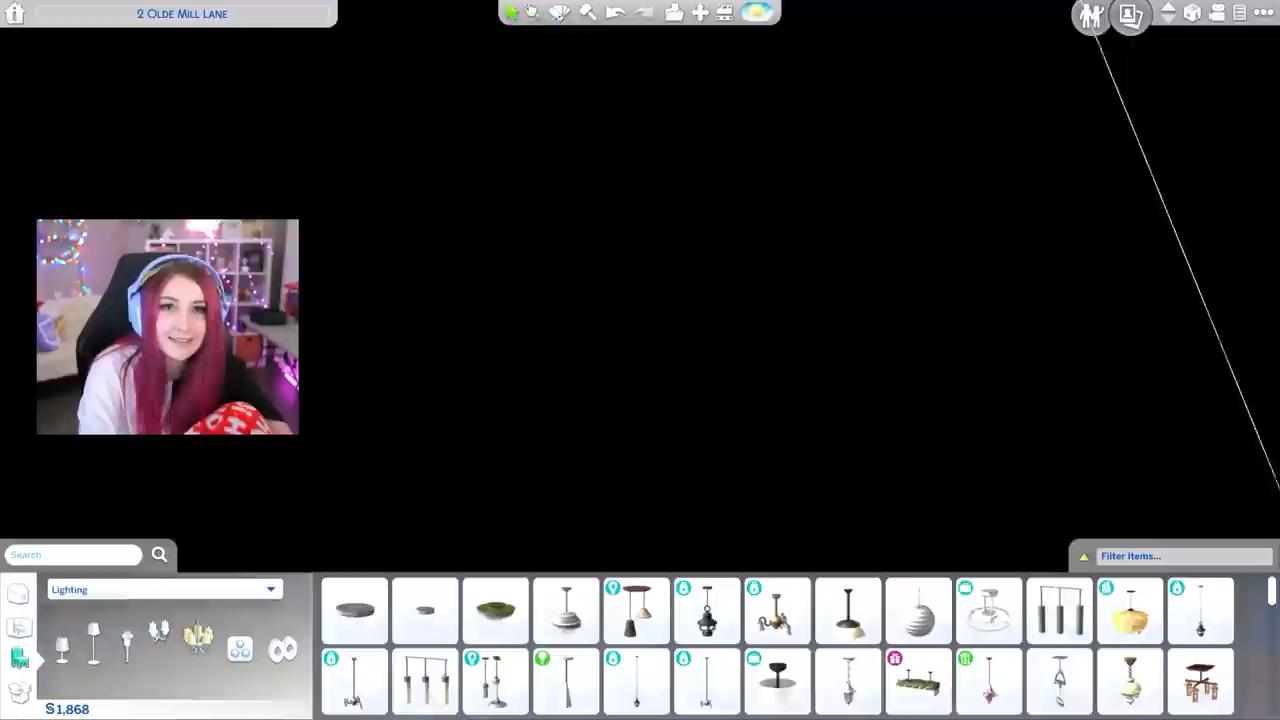 2 Olde Mill Lane
Search
Filter Items...
Lighting
§1,868